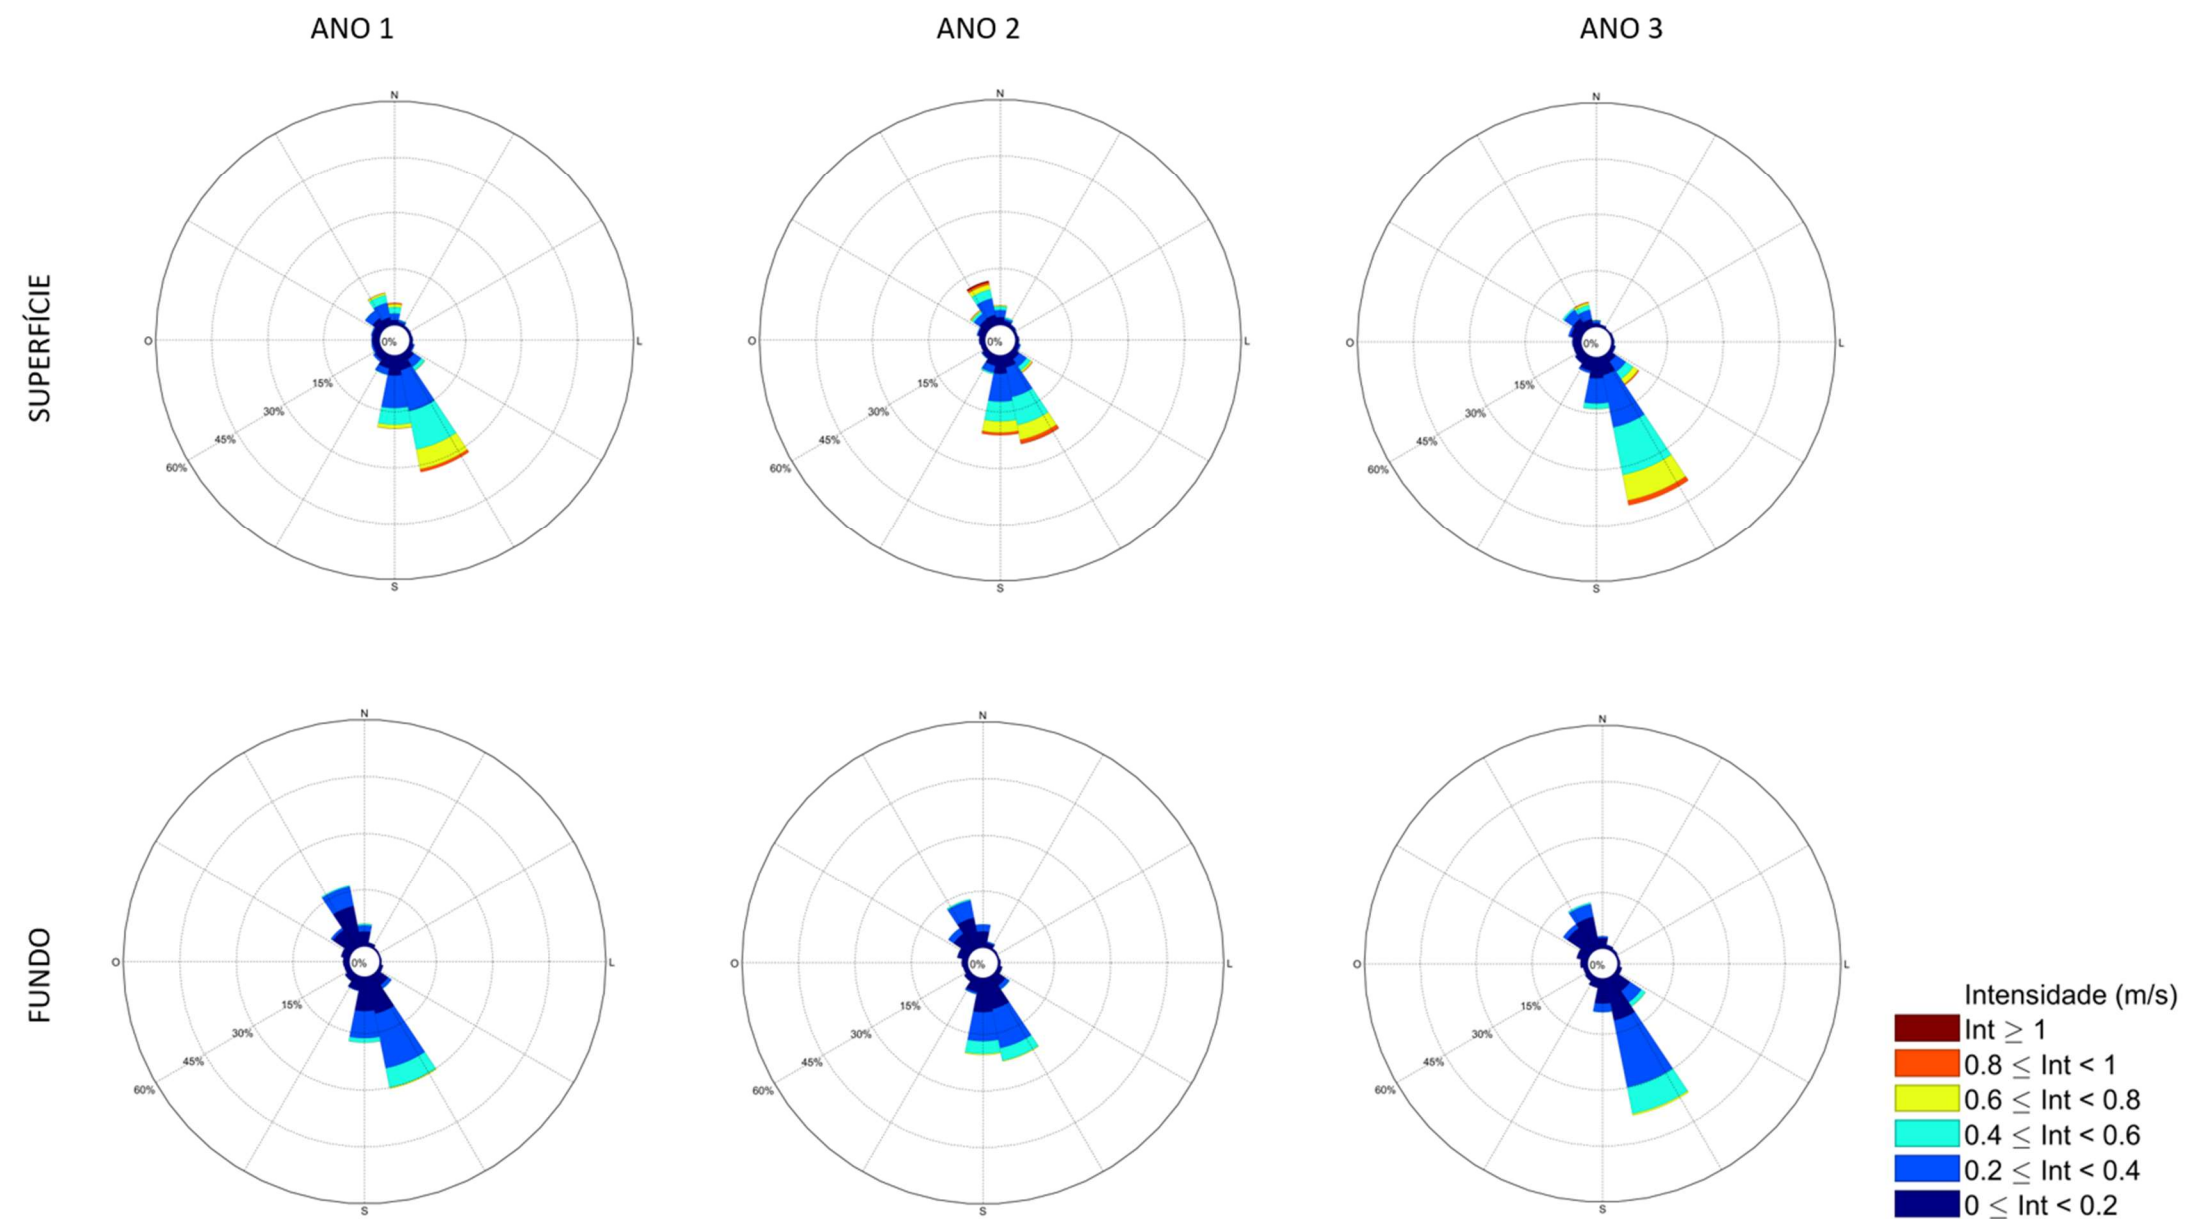 ANO 1
ANO 2
ANO 3
SUPERFÍCIE
N
O
L
S
0%
15%
30%
45%
60%
N
O
L
S
0%
15%
30%
45%
60%
N
O
L
S
0%
15%
30%
45%
60%
FUNDO
N
O
L
S
0%
15%
30%
45%
60%
N
O
L
S
0%
15%
30%
45%
60%
N
O
L
S
0%
15%
30%
45%
60%
Intensidade (m/s)
Int ≥ 1
0.8 ≤ Int < 1
0.6 ≤ Int < 0.8
0.4 ≤ Int < 0.6
0.2 ≤ Int < 0.4
0 ≤ Int < 0.2